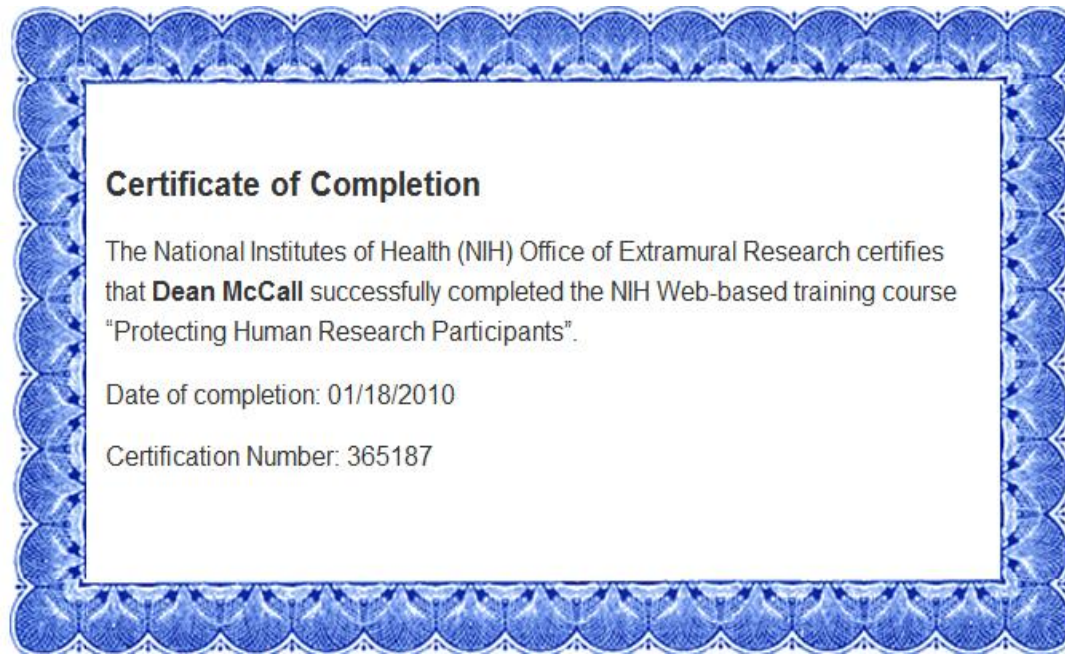 Certificate of Completion
The National Institutes of Health (NIH) Office of Extramural Research certifies
that Dean McCall successfully completed the NIH Web-based training course
“Protecting Human Research Participants”.
Date of completion: 01/18/2010
Certification Number: 365187